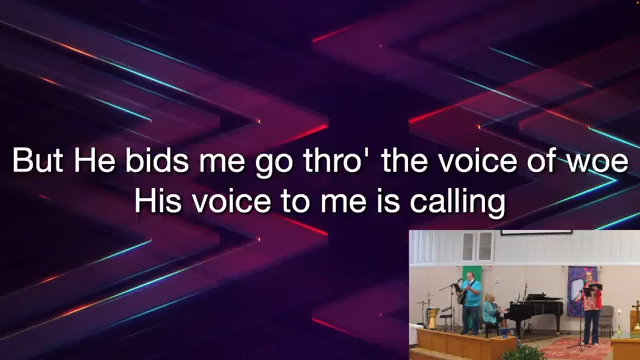 But He bids me go thro' the voice of woe
His voice to me is calling